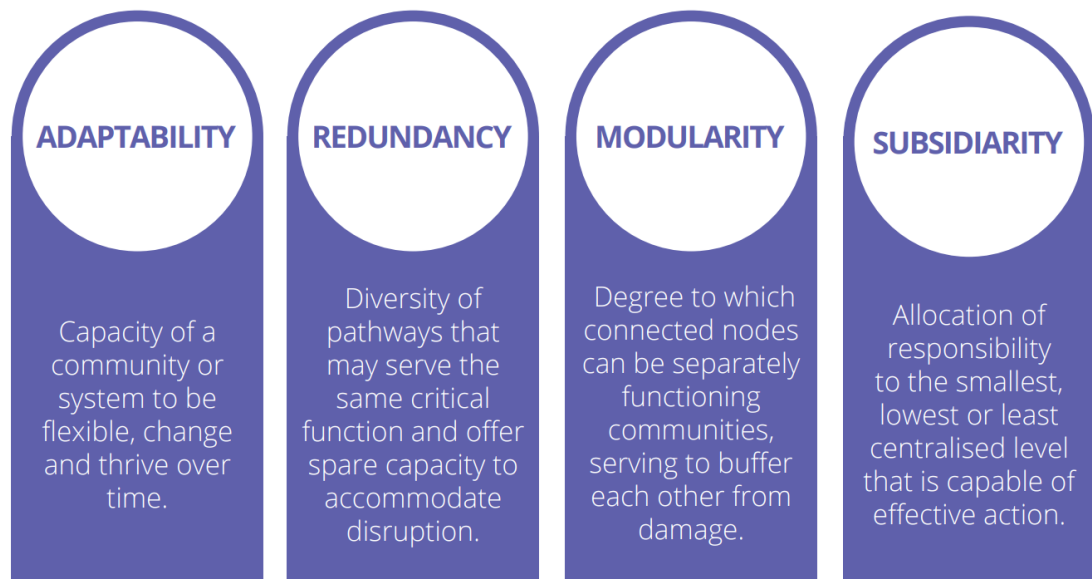 ADAPTABILITY
Capacity of a
community or
system to be
flexible, change
and thrive over
time.
REDUNDANCY
Diversity of
pathways that
may serve the
same critical
function and offer
spare capacity to
accommodate
disruption.
MODULARITY
Degree to which
connected nodes
can be separately
functioning
communities,
serving to buffer
each other from
damage.
SUBSIDIARITY
Allocation of
responsibility
to the smallest,
lowest or least
centralised level
that is capable of
effective action.